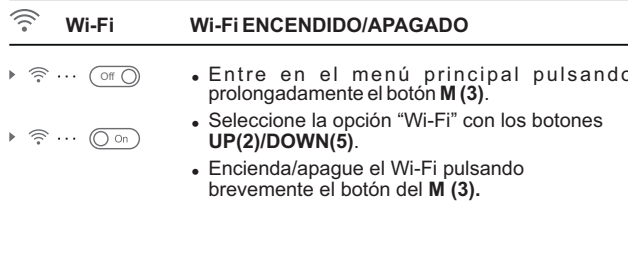 Wi-Fi Wi-Fi ENCENDIDO/APAGADO
Off
• Entre en el menú principal pulsando
prolongadamente el botón M (3).
On
• Seleccione la opción “Wi-Fi” con los botones
UP(2)/DOWN(5).
• Encienda/apague el Wi-Fi pulsando
brevemente el botón del M (3).